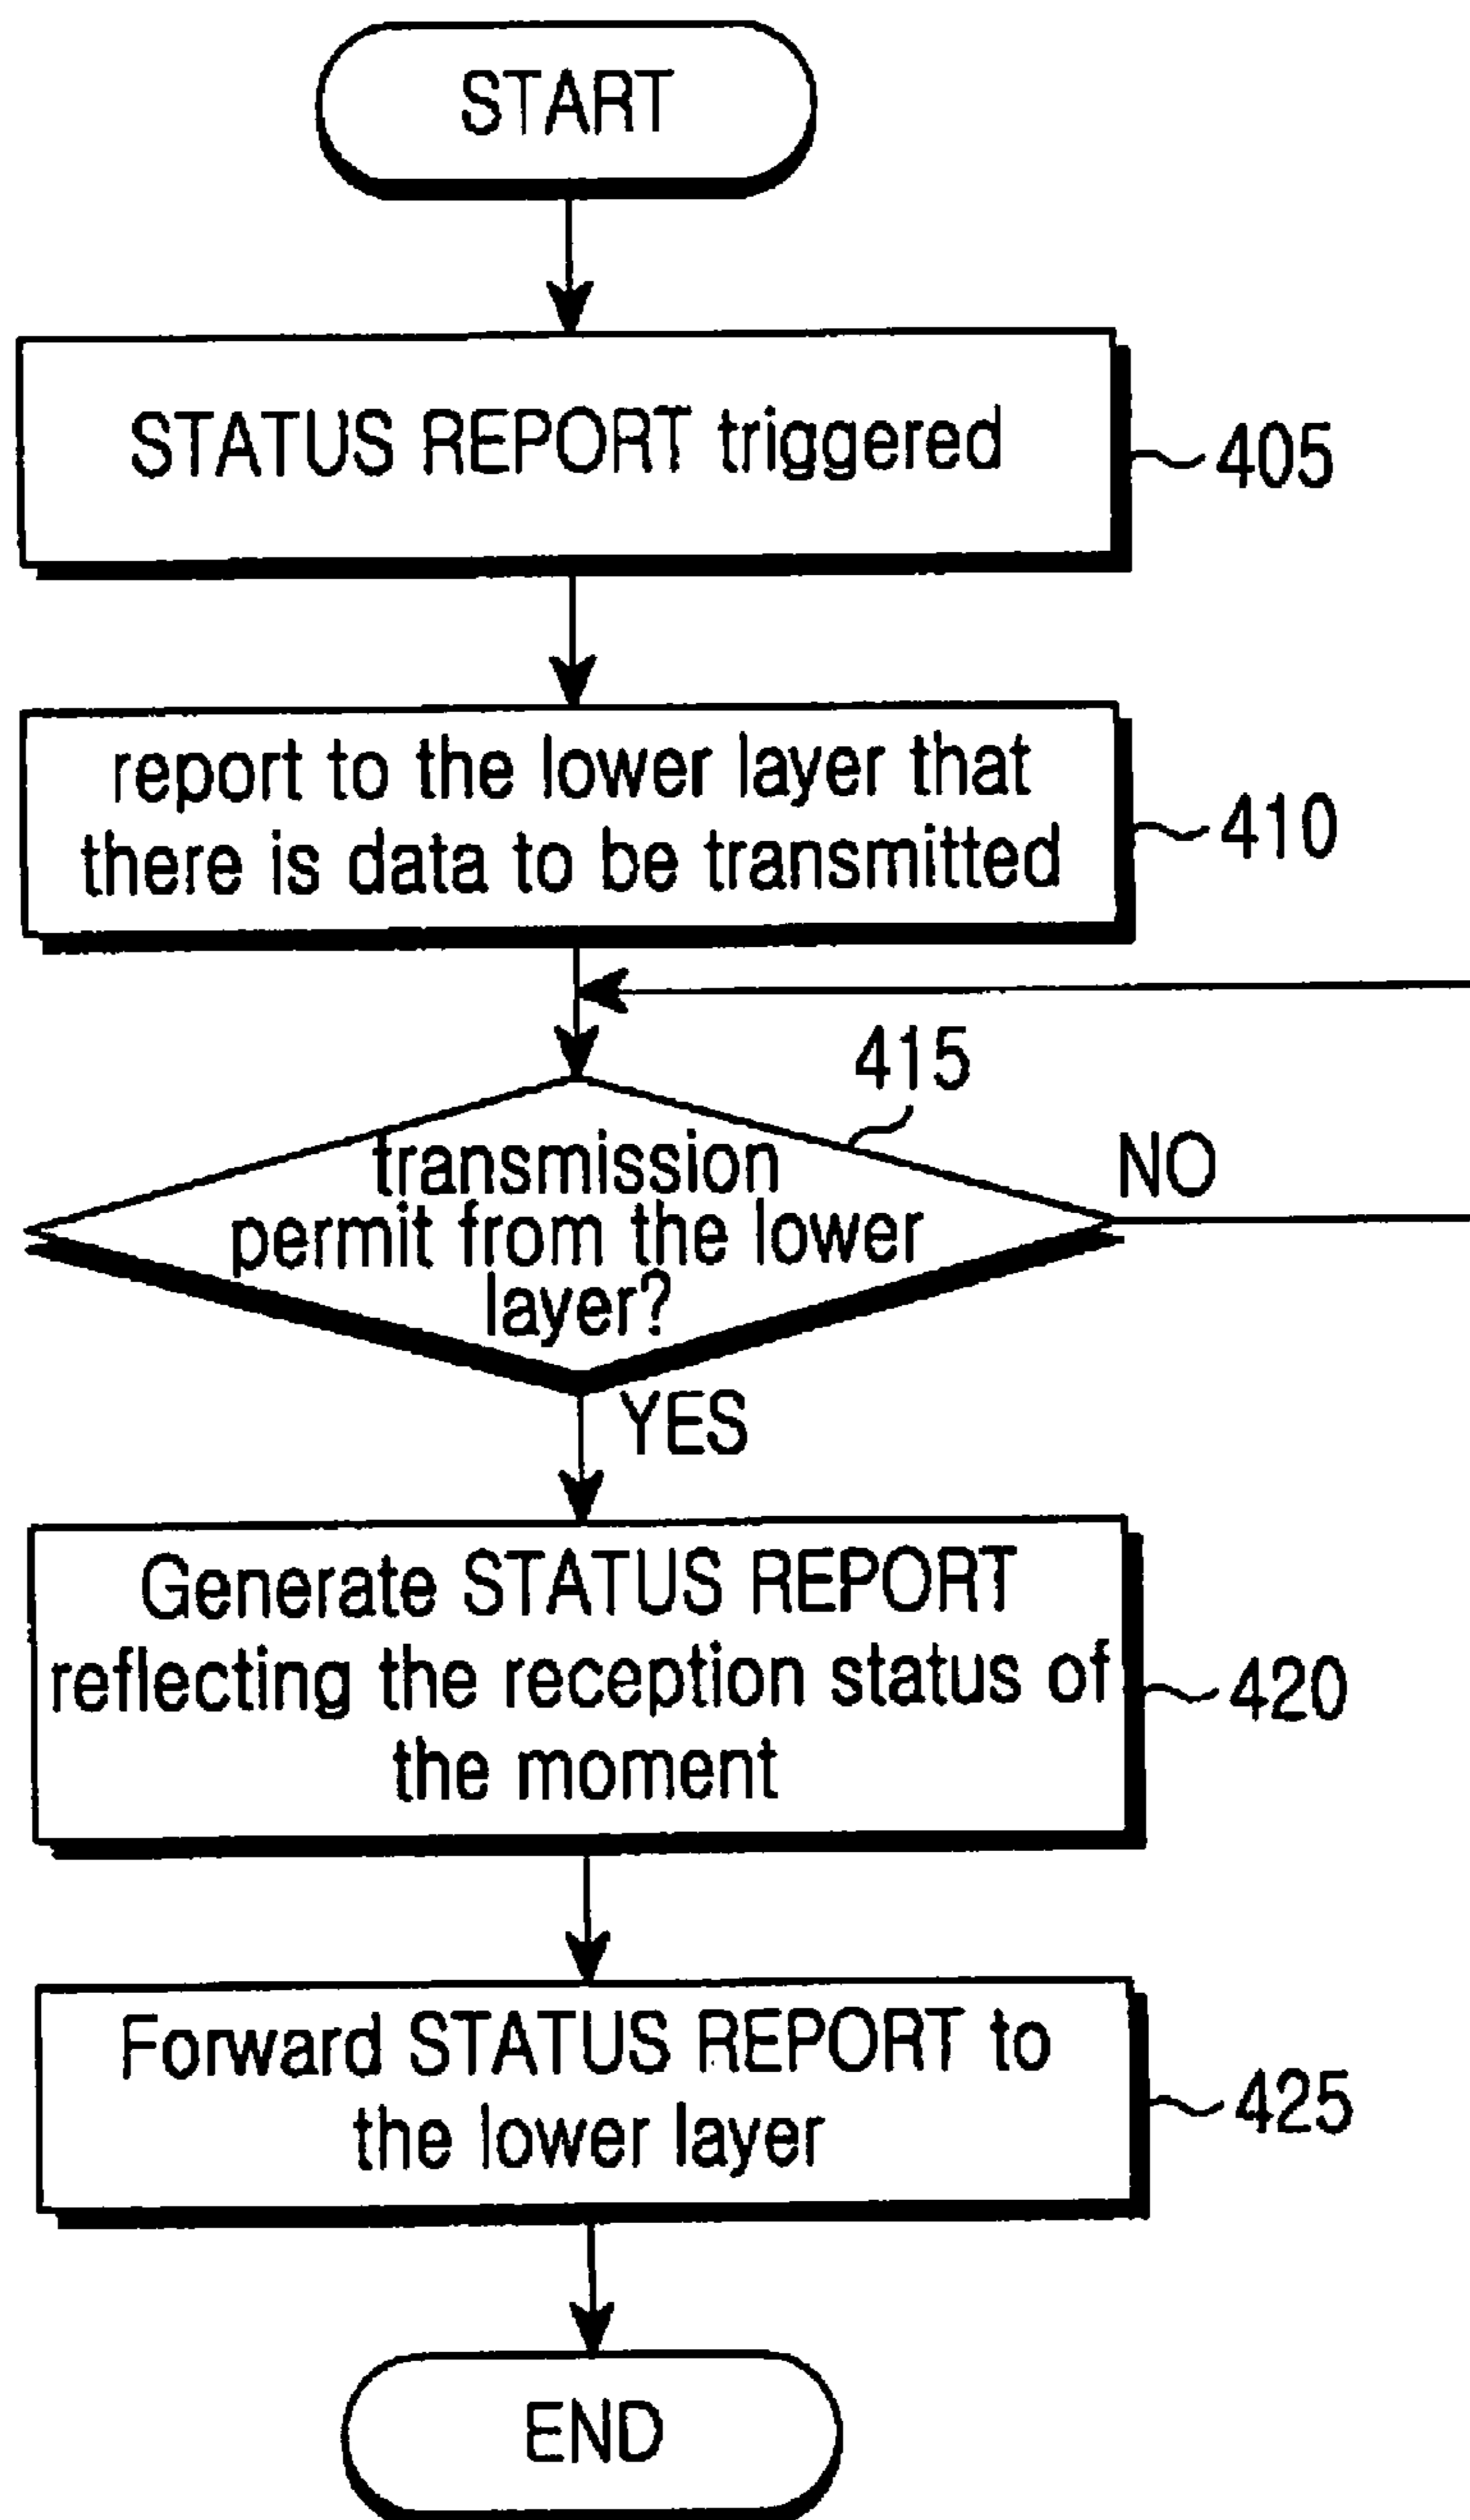 START
STATUS REPORT triggered
405
report to the lower layer that
there is data to be transmitted
410
415
transmission
permit from the lower
layer?
NO
YES
Generate STATUS REPORT
reflecting the reception status of
the moment
420
Forward STATUS REPORT to
the lower layer
425
END